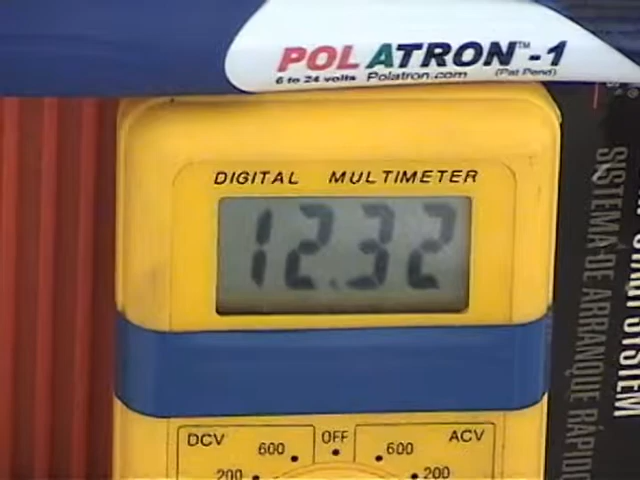 POLATRON™-1
6 to 24 volts Polatron.com (Pat Pend)
DIGITAL MULTIMETER
12.32
DCV 600 OFF 600 ACV
200 200
SISTEMA DE ARRANQUE RÁPIDO
SYSTEM